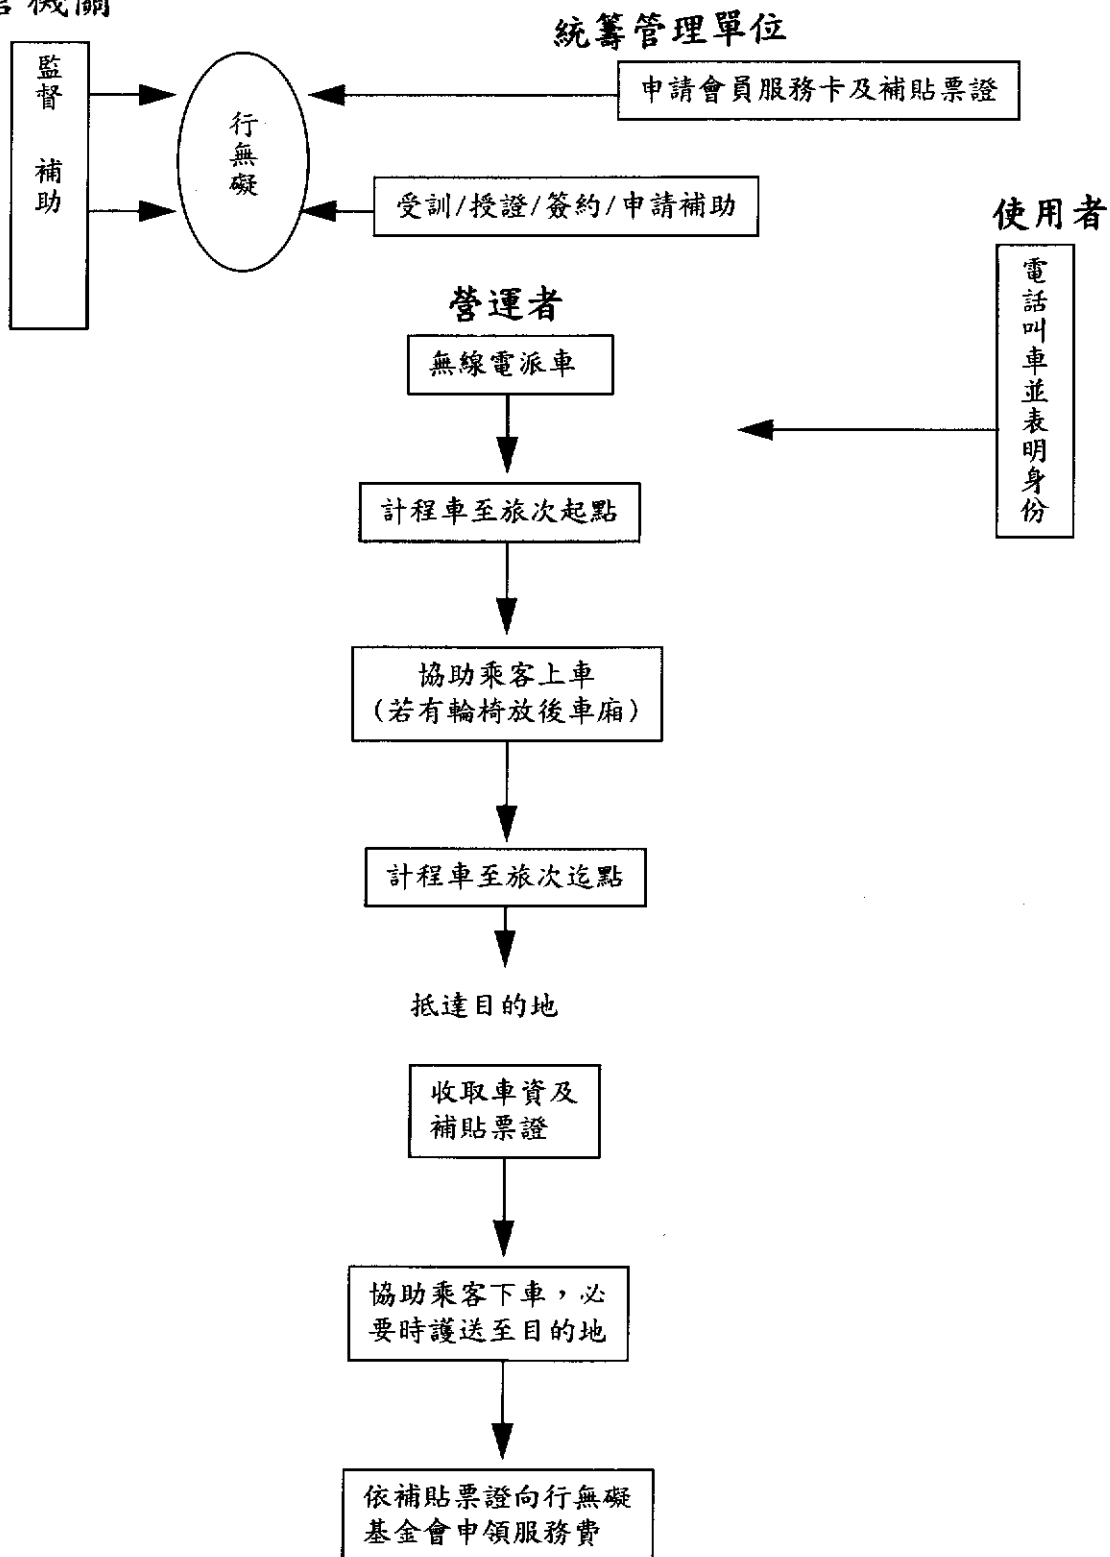 機關
統籌管理單位
監督 補助
行無礙
申請會員服務卡及補貼票證
受訓/授證/簽約/申請補助
使用者
電話叫車並表明身份
營運者
無線電派車
計程車至旅次起點
協助乘客上車
(若有輪椅放後車廂)
計程車至旅次迄點
抵達目的地
收取車資及
補貼票證
協助乘客下車，必
要時護送至目的地
依補貼票證向行無礙
基金會申領服務費